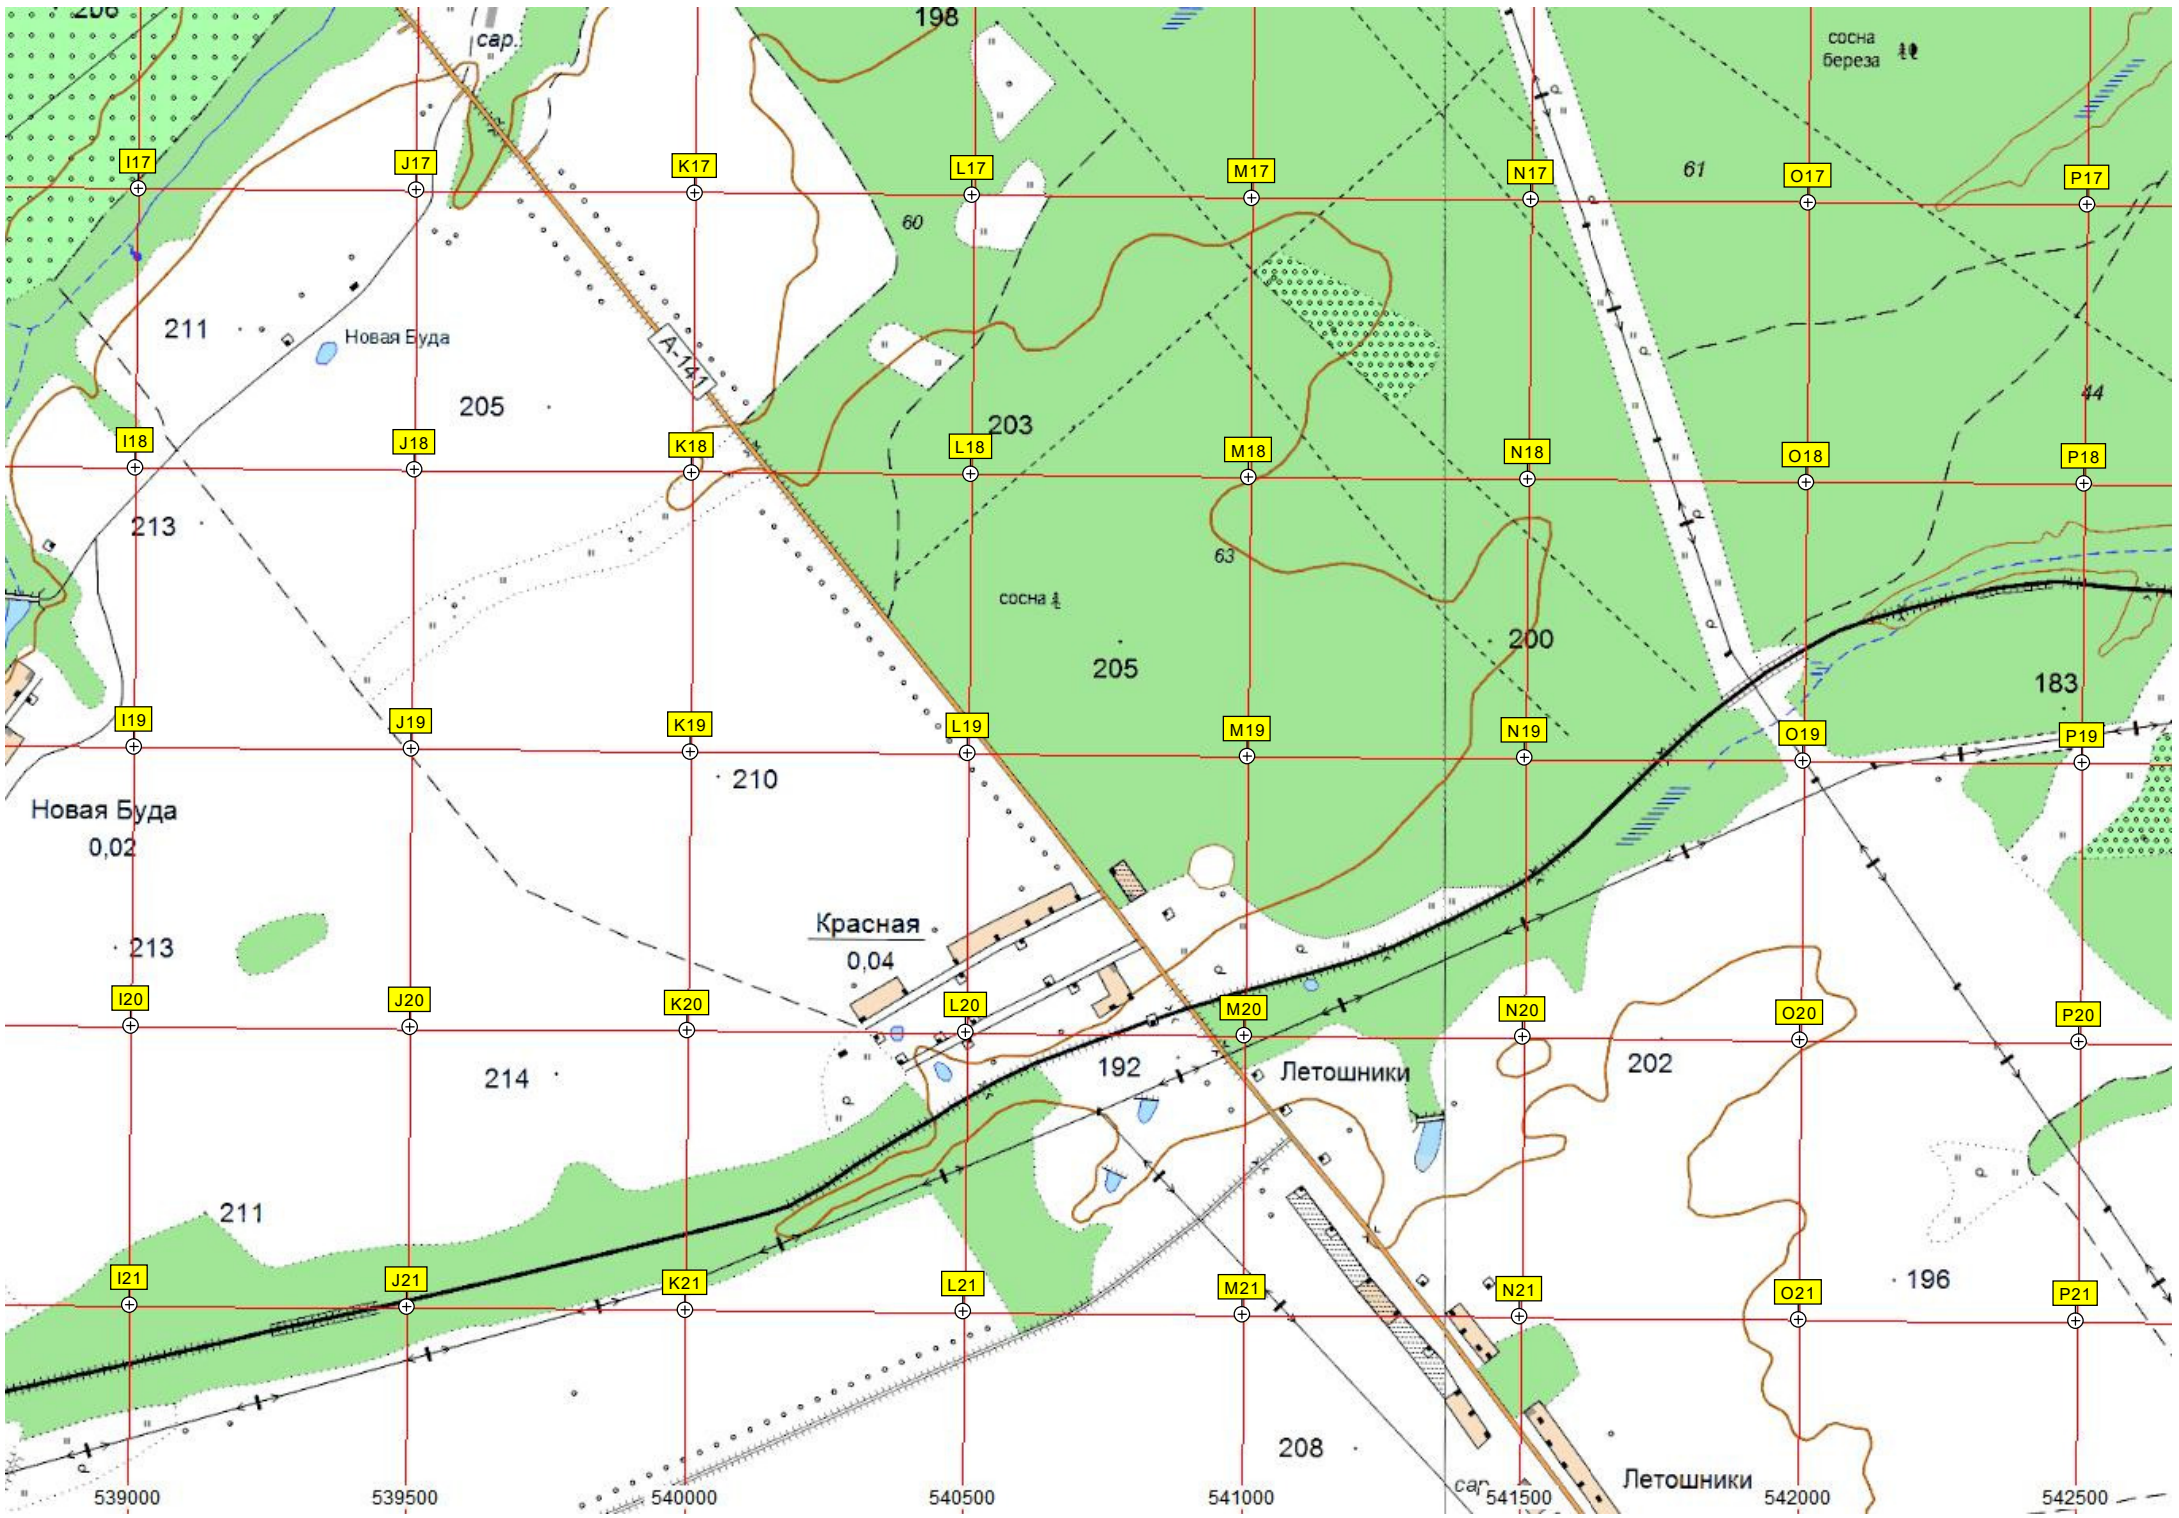 206
сар.
198
сосна
береза
61
I17
J17
K17
L17
M17
N17
O17
P17
60
211
Новая Буда
А-141
205
44
203
I18
J18
K18
L18
M18
N18
O18
P18
213
63
сосна
205
200
183
I19
J19
K19
L19
M19
N19
O19
P19
210
Новая Буда
0,02
213
Красная
0,04
I20
J20
K20
L20
M20
N20
O20
P20
214
192
Летошники
202
211
196
I21
J21
K21
L21
M21
N21
O21
P21
208
Летошники
сар.
539000
539500
540000
540500
541000
541500
542000
542500